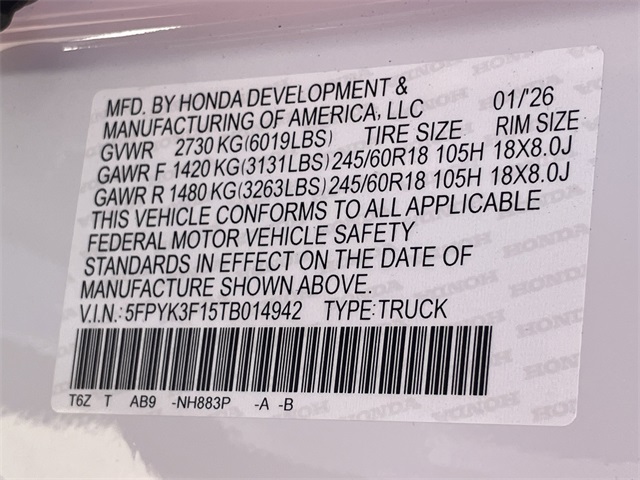 MFD. BY HONDA DEVELOPMENT &
MANUFACTURING OF AMERICA, LLC 01/'26
GVWR 2730 KG(6019LBS) TIRE SIZE RIM SIZE
GAWR F 1420 KG(3131LBS) 245/60R18 105H 18X8.0J
GAWR R 1480 KG(3263LBS) 245/60R18 105H 18X8.0J
THIS VEHICLE CONFORMS TO ALL APPLICABLE
FEDERAL MOTOR VEHICLE SAFETY
STANDARDS IN EFFECT ON THE DATE OF
MANUFACTURE SHOWN ABOVE.
V.I.N.: 5FPYK3F15TB014942 TYPE:TRUCK
T6Z T AB9 -NH883P -A -B